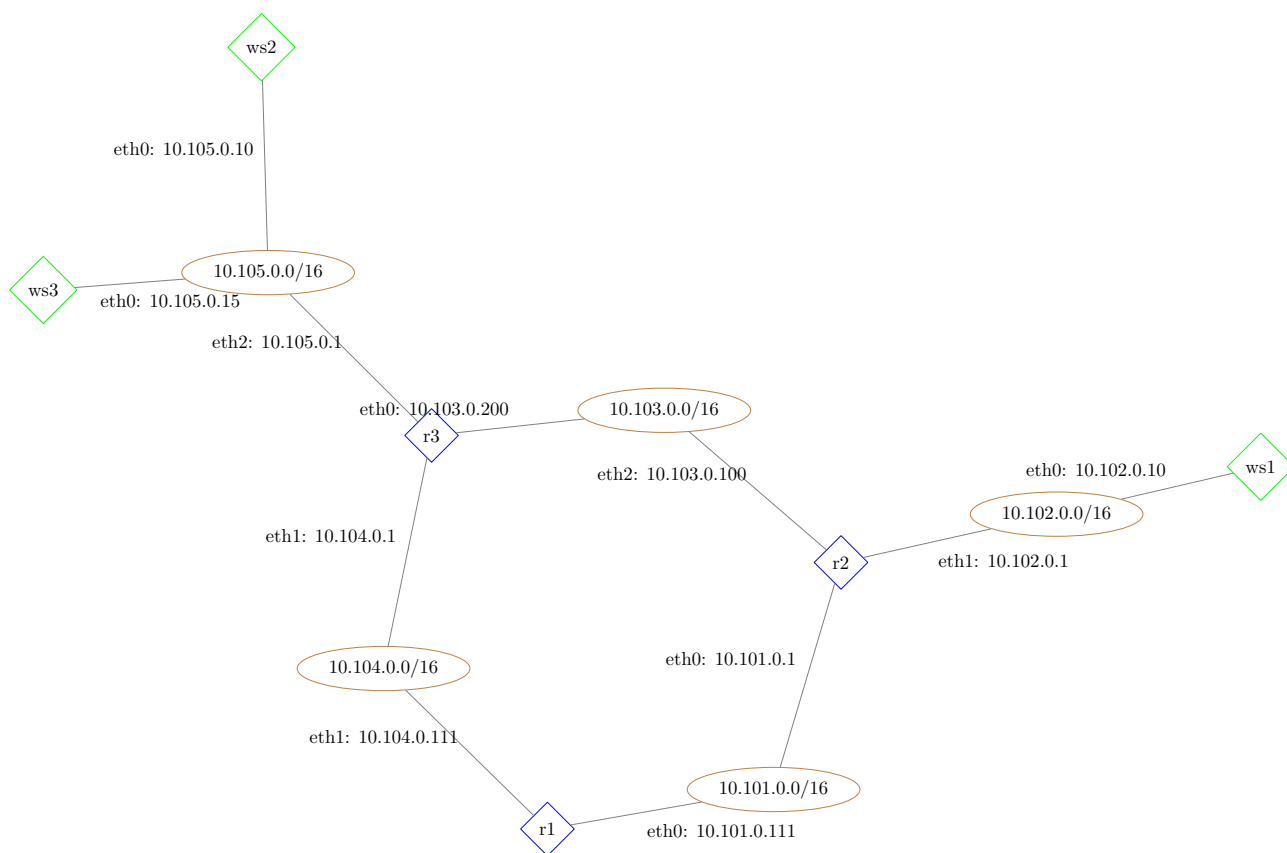 ws2
eth0: 10.105.0.10
10.105.0.0/16
ws3
eth0: 10.105.0.15
eth2: 10.105.0.1
eth0: 10.103.0.200
10.103.0.0/16
r3
ws1
eth0: 10.102.0.10
eth2: 10.103.0.100
10.102.0.0/16
eth1: 10.104.0.1
r2
eth1: 10.102.0.1
eth0: 10.101.0.1
10.104.0.0/16
eth1: 10.104.0.111
10.101.0.0/16
r1
eth0: 10.101.0.111